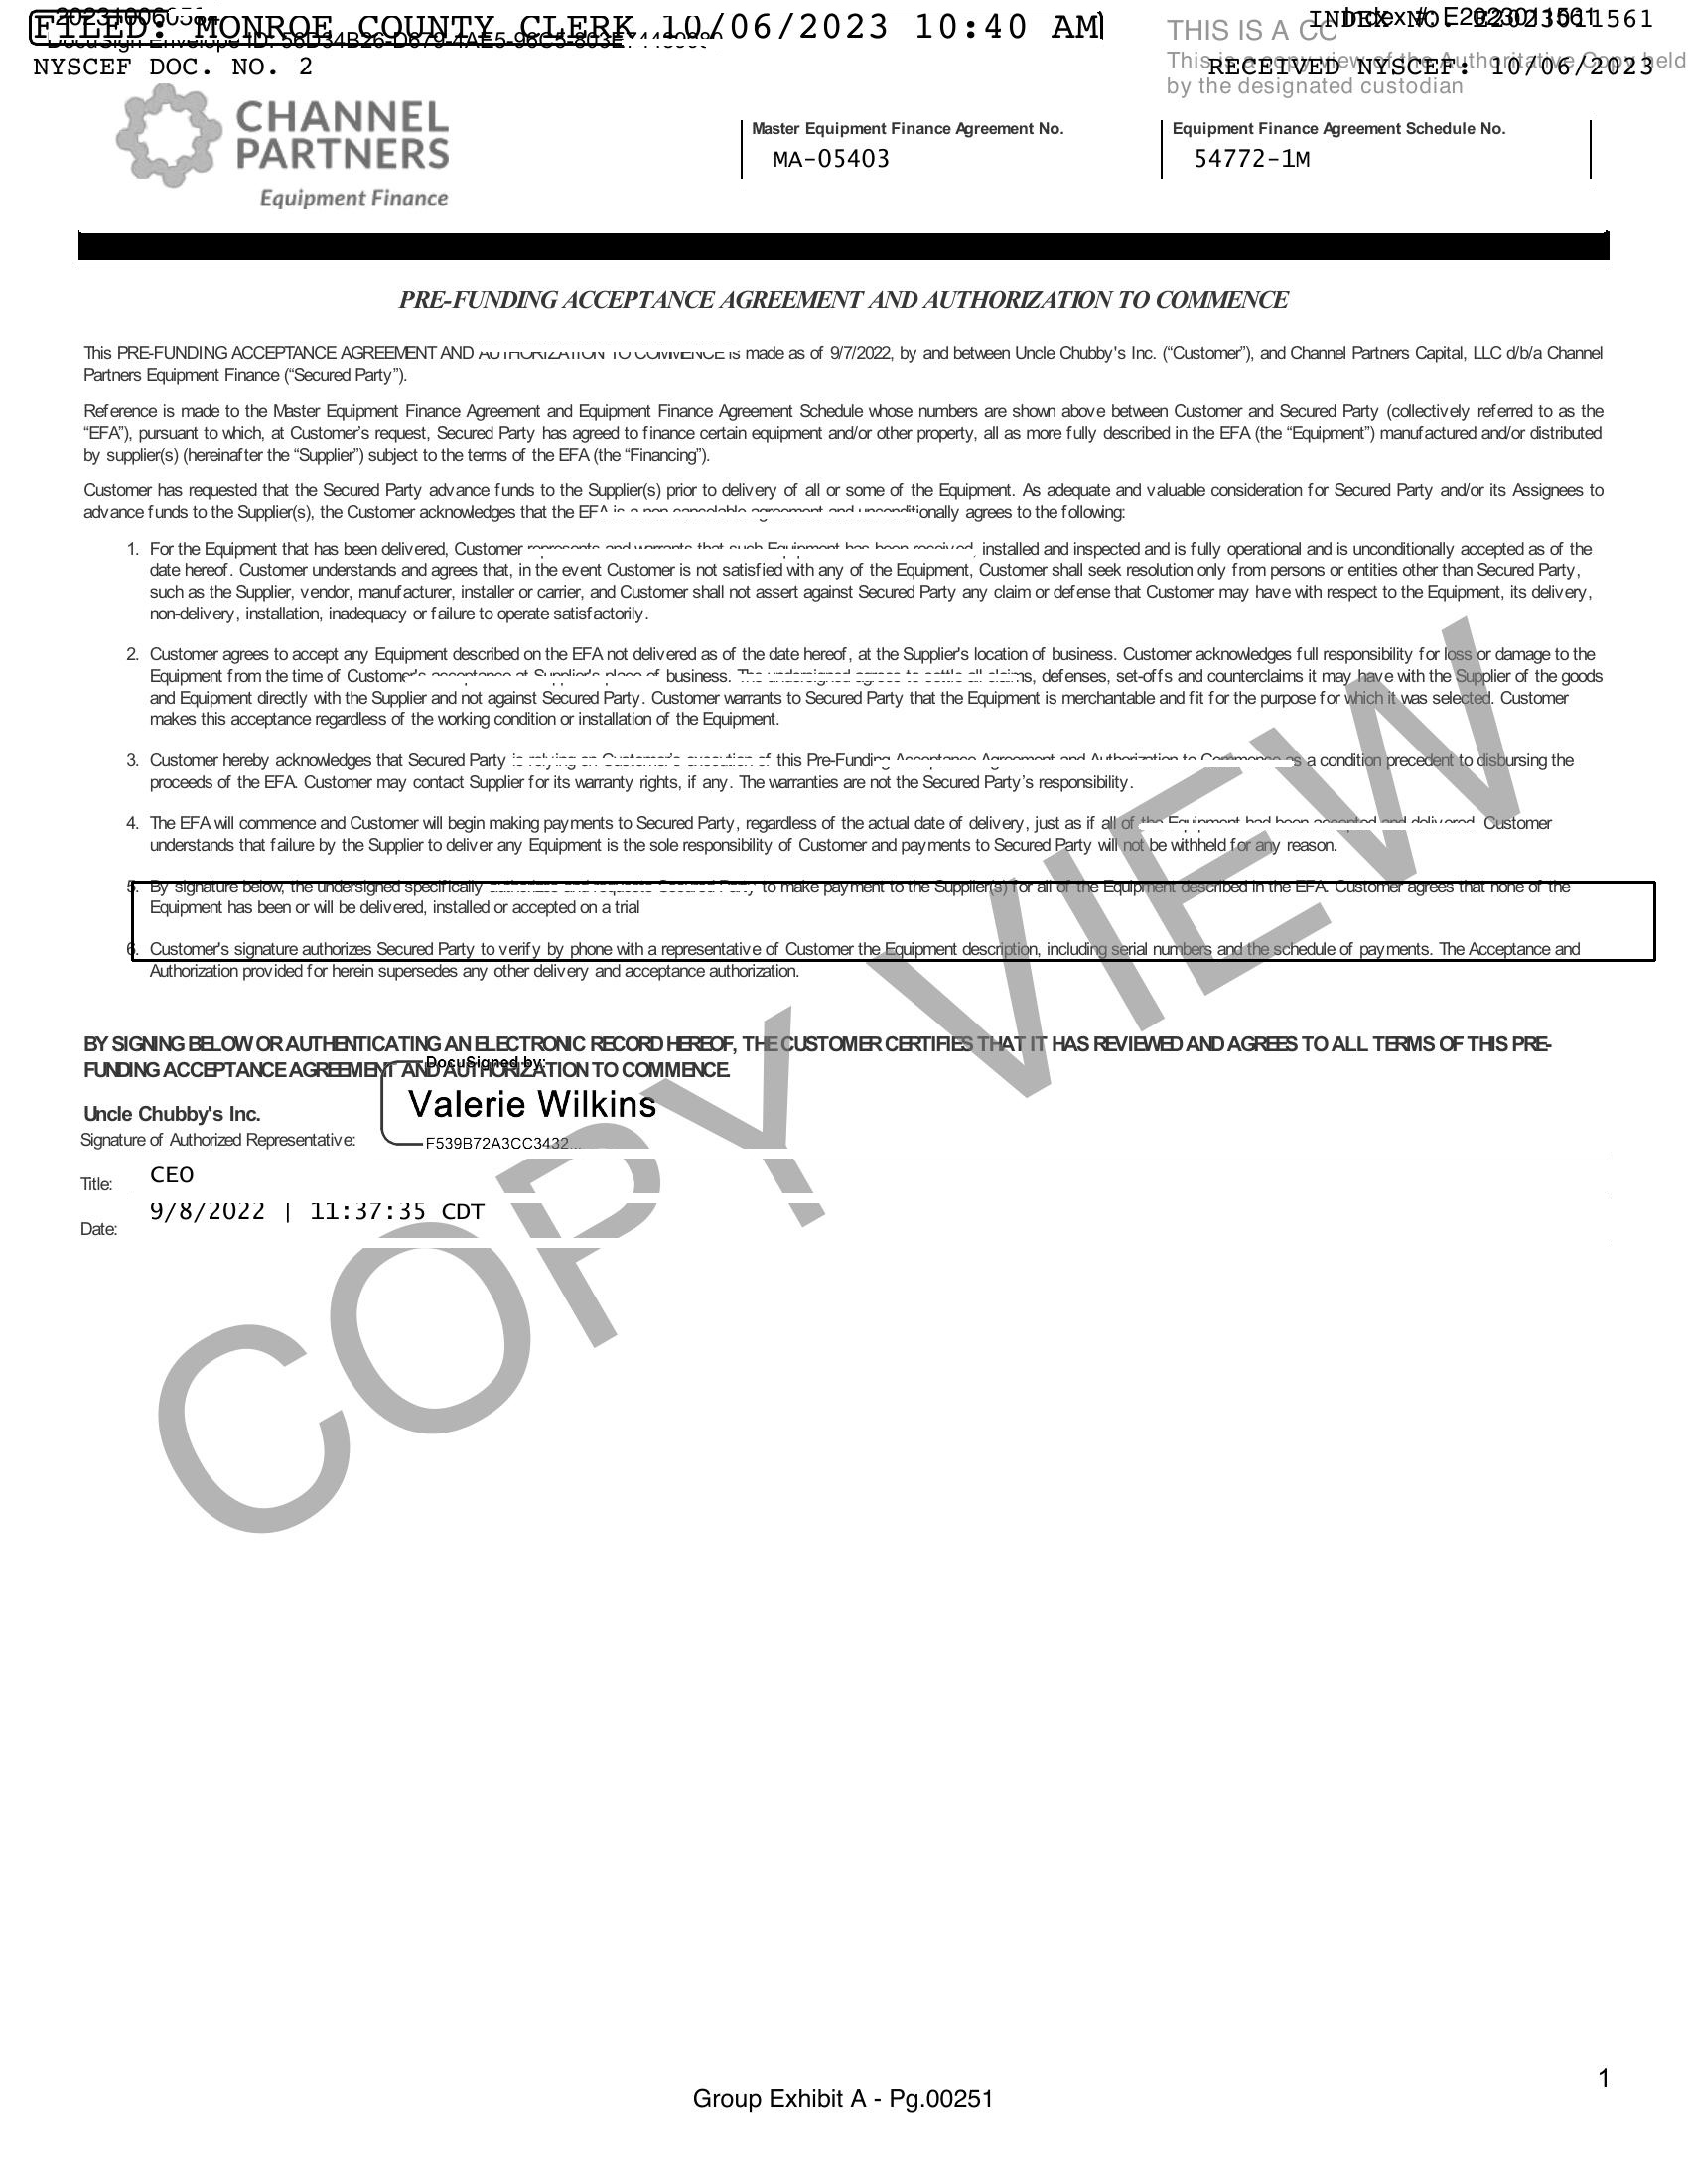 FILED: MONROE COUNTY CLERK 10/06/2023 10:40 AM
INDEX NO. E2023011561
NYSCEF DOC. NO. 2
RECEIVED NYSCEF: 10/06/2023
THIS IS A
This is a copy view of the Authoritative Copy held
by the designated custodian
CHANNEL
PARTNERS
Equipment Finance
Master Equipment Finance Agreement No.
MA-05403
Equipment Finance Agreement Schedule No.
54772-1M
PRE-FUNDING ACCEPTANCE AGREEMENT AND AUTHORIZATION TO COMMENCE
This PRE-FUNDING ACCEPTANCE AGREEMENT AND AUTHORIZATION TO COMMENCE is made as of 9/7/2022, by and between Uncle Chubby's Inc. (“Customer”), and Channel Partners Capital, LLC d/b/a Channel
Partners Equipment Finance (“Secured Party”).
Reference is made to the Master Equipment Finance Agreement and Equipment Finance Agreement Schedule whose numbers are shown above between Customer and Secured Party (collectively referred to as the
“EFA”), pursuant to which, at Customer’s request, Secured Party has agreed to finance certain equipment and/or other property, all as more fully described in the EFA (the “Equipment”) manufactured and/or distributed
by supplier(s) (hereinafter the “Supplier”) subject to the terms of the EFA (the “Financing”).
Customer has requested that the Secured Party advance funds to the Supplier(s) prior to delivery of all or some of the Equipment. As adequate and valuable consideration for Secured Party and/or its Assignees to
advance funds to the Supplier(s), the Customer acknowledges that the EFA is a non cancelable agreement and unconditionally agrees to the following:
1. For the Equipment that has been delivered, Customer represents and warrants that such Equipment has been received, installed and inspected and is fully operational and is unconditionally accepted as of the
date hereof. Customer understands and agrees that, in the event Customer is not satisfied with any of the Equipment, Customer shall seek resolution only from persons or entities other than Secured Party,
such as the Supplier, vendor, manufacturer, installer or carrier, and Customer shall not assert against Secured Party any claim or defense that Customer may have with respect to the Equipment, its delivery,
non-delivery, installation, inadequacy or failure to operate satisfactorily.
2. Customer agrees to accept any Equipment described on the EFA not delivered as of the date hereof, at the Supplier's location of business. Customer acknowledges full responsibility for loss or damage to the
Equipment from the time of Customer's acceptance at Supplier's place of business. The undersigned agrees to settle all claims, defenses, set-offs and counterclaims it may have with the Supplier of the goods
and Equipment directly with the Supplier and not against Secured Party. Customer warrants to Secured Party that the Equipment is merchantable and fit for the purpose for which it was selected. Customer
makes this acceptance regardless of the working condition or installation of the Equipment.
3. Customer hereby acknowledges that Secured Party is relying on Customer's execution of this Pre-Funding Acceptance Agreement and Authorization to Commence as a condition precedent to disbursing the
proceeds of the EFA. Customer may contact Supplier for its warranty rights, if any. The warranties are not the Secured Party’s responsibility.
4. The EFA will commence and Customer will begin making payments to Secured Party, regardless of the actual date of delivery, just as if all of the Equipment had been accepted and delivered. Customer
understands that failure by the Supplier to deliver any Equipment is the sole responsibility of Customer and payments to Secured Party will not be withheld for any reason.
5. By signature below, the undersigned specifically authorizes and requests Secured Party to make payment to the Supplier(s) for all of the Equipment described in the EFA. Customer agrees that none of the
Equipment has been or will be delivered, installed or accepted on a trial
6. Customer's signature authorizes Secured Party to verify by phone with a representative of Customer the Equipment description, including serial numbers and the schedule of payments. The Acceptance and
Authorization provided for herein supersedes any other delivery and acceptance authorization.
BY SIGNING BELOW OR AUTHENTICATING AN ELECTRONIC RECORD HEREOF, THE CUSTOMER CERTIFIES THAT IT HAS REVIEWED AND AGREES TO ALL TERMS OF THIS PRE-
FUNDING ACCEPTANCE AGREEMENT AND AUTHORIZATION TO COMMENCE.
DocuSigned by:
Uncle Chubby's Inc.
Valerie Wilkins
Signature of Authorized Representative:
F539B72A3CC3432...
Title: CEO
Date: 9/8/2022 | 11:37:35 CDT
COPY VIEW
1
Group Exhibit A - Pg.00251